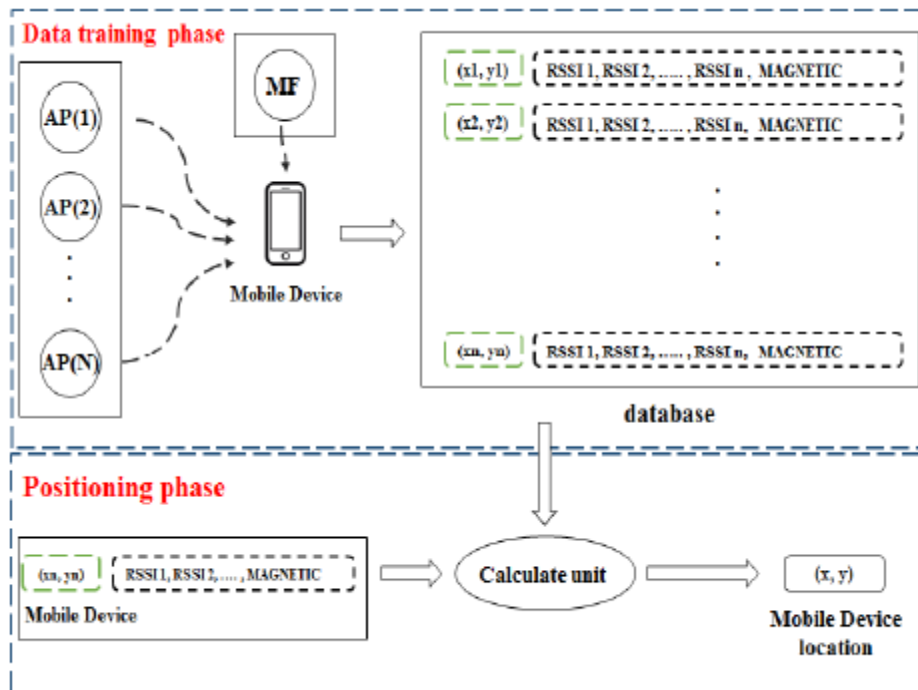 Data training phase
MF
AP(1)
AP(2)
AP(N)
Mobile Device
(x1, y1) RSSI 1, RSSI 2, ....., RSSI n, MAGNETIC
(x2, y2) RSSI 1, RSSI 2, ....., RSSI n, MAGNETIC
(xn, yn) RSSI 1, RSSI 2, ....., RSSI n, MAGNETIC
database
Positioning phase
(xn, yn) RSSI 1, RSSI 2, ....., MAGNETIC
Mobile Device
Calculate unit
(x, y)
Mobile Device
location